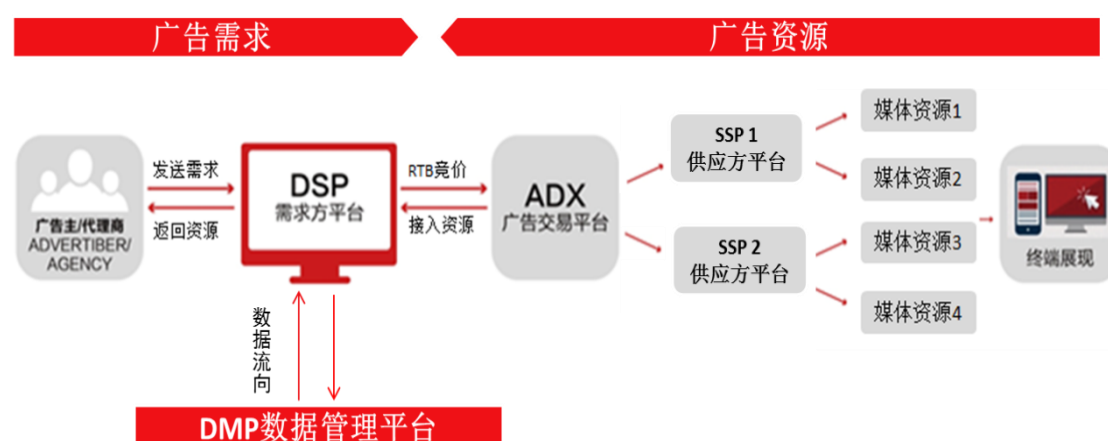 广告需求
广告资源
广告主/代理商
ADVERTIBER/
AGENCY
发送需求
返回资源
DSP
需求方平台
RTB竞价
接入资源
ADX
广告交易平台
SSP 1
供应方平台
SSP 2
供应方平台
媒体资源1
媒体资源2
媒体资源3
媒体资源4
终端展现
数据流向
DMP数据管理平台